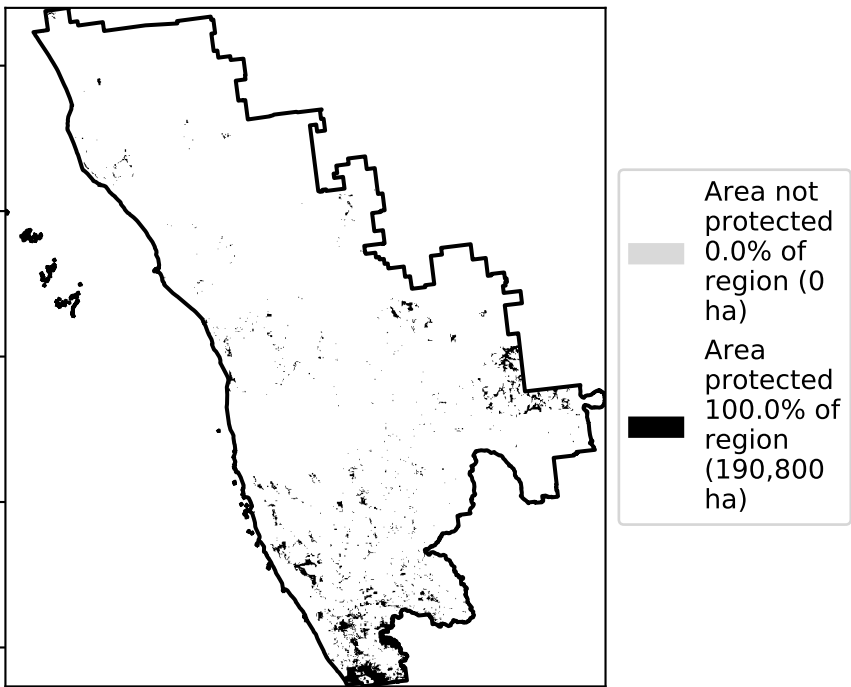 Area not
protected
0.0% of
region (0
ha)
Area
protected
100.0% of
region
(190,800
ha)